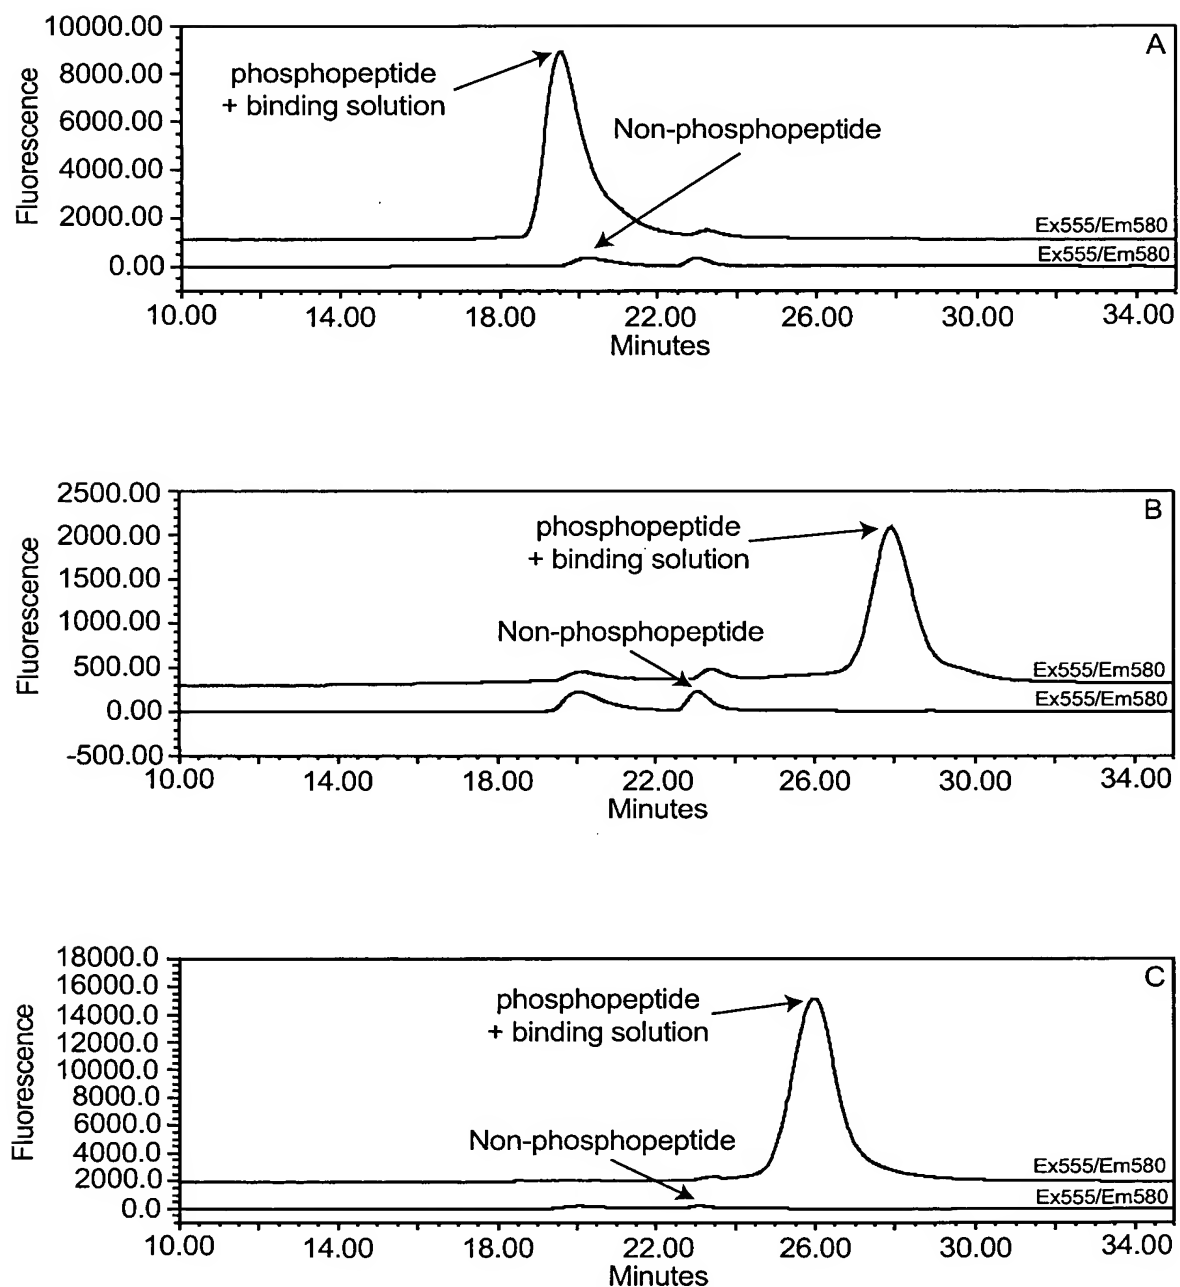 10000.00
A
8000.00
phosphopeptide
+ binding solution
6000.00
Non-phosphopeptide
Fluorescence
4000.00
2000.00
Ex555/Em580
Ex555/Em580
0.00
10.00 14.00 18.00 22.00 26.00 30.00 34.00
Minutes
2500.00
B
2000.00
phosphopeptide
+ binding solution
1500.00
Fluorescence
1000.00
Non-phosphopeptide
500.00
Ex555/Em580
Ex555/Em580
0.00
-500.00
10.00 14.00 18.00 22.00 26.00 30.00 34.00
Minutes
18000.0
C
16000.0
phosphopeptide
+ binding solution
14000.0
12000.0
10000.0
Fluorescence
8000.0
6000.0
Non-phosphopeptide
4000.0
Ex555/Em580
2000.0
Ex555/Em580
0.0
10.00 14.00 18.00 22.00 26.00 30.00 34.00
Minutes